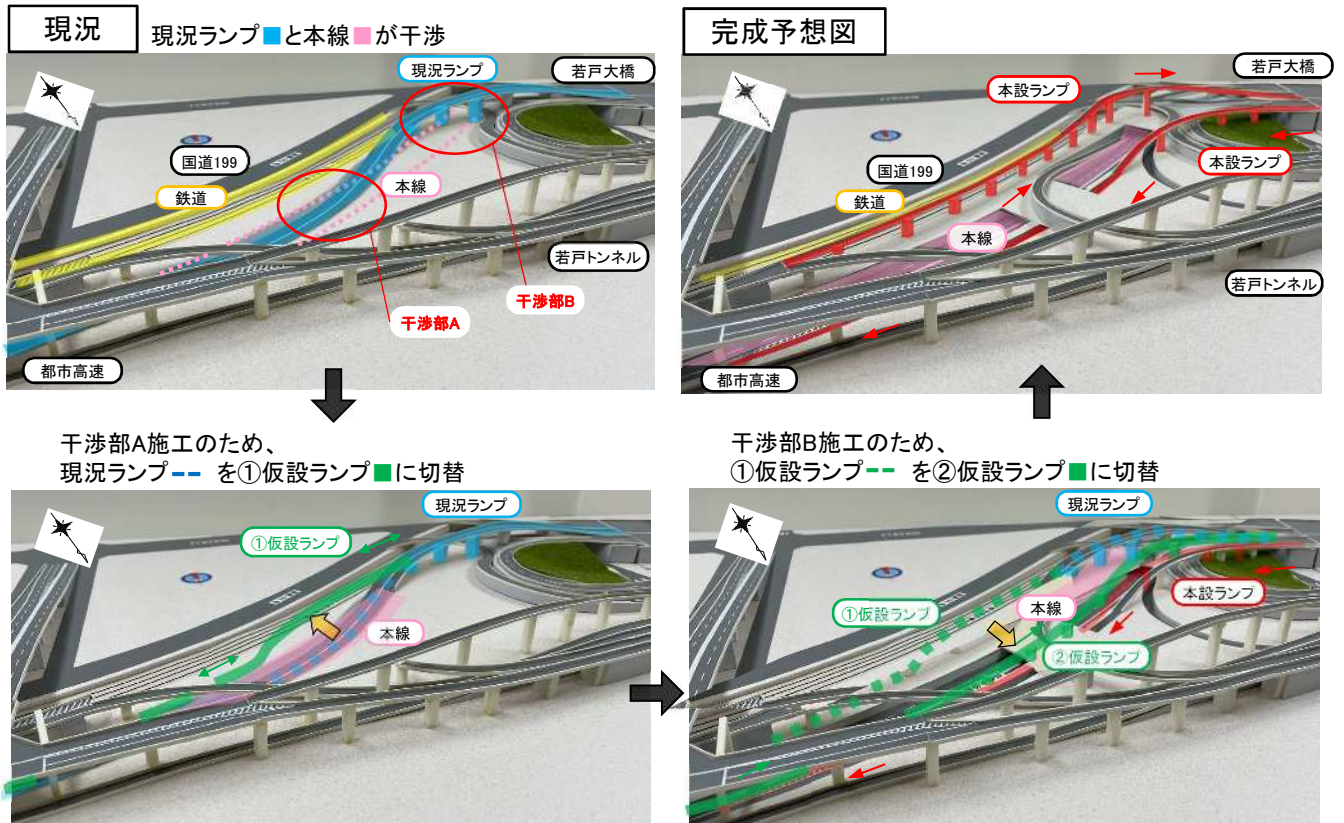 現況
現況ランプ■と本線■が干渉
現況ランプ
若戸大橋
国道199
鉄道
本線
若戸トンネル
干渉部B
干渉部A
都市高速
干渉部A施工のため、
現況ランプ-- を①仮設ランプ■に切替
現況ランプ
①仮設ランプ
本線
干渉部B施工のため、
①仮設ランプ-- を②仮設ランプ■に切替
現況ランプ
①仮設ランプ
本線
本設ランプ
②仮設ランプ
完成予想図
若戸大橋
本設ランプ
国道199
本設ランプ
鉄道
本線
若戸トンネル
都市高速